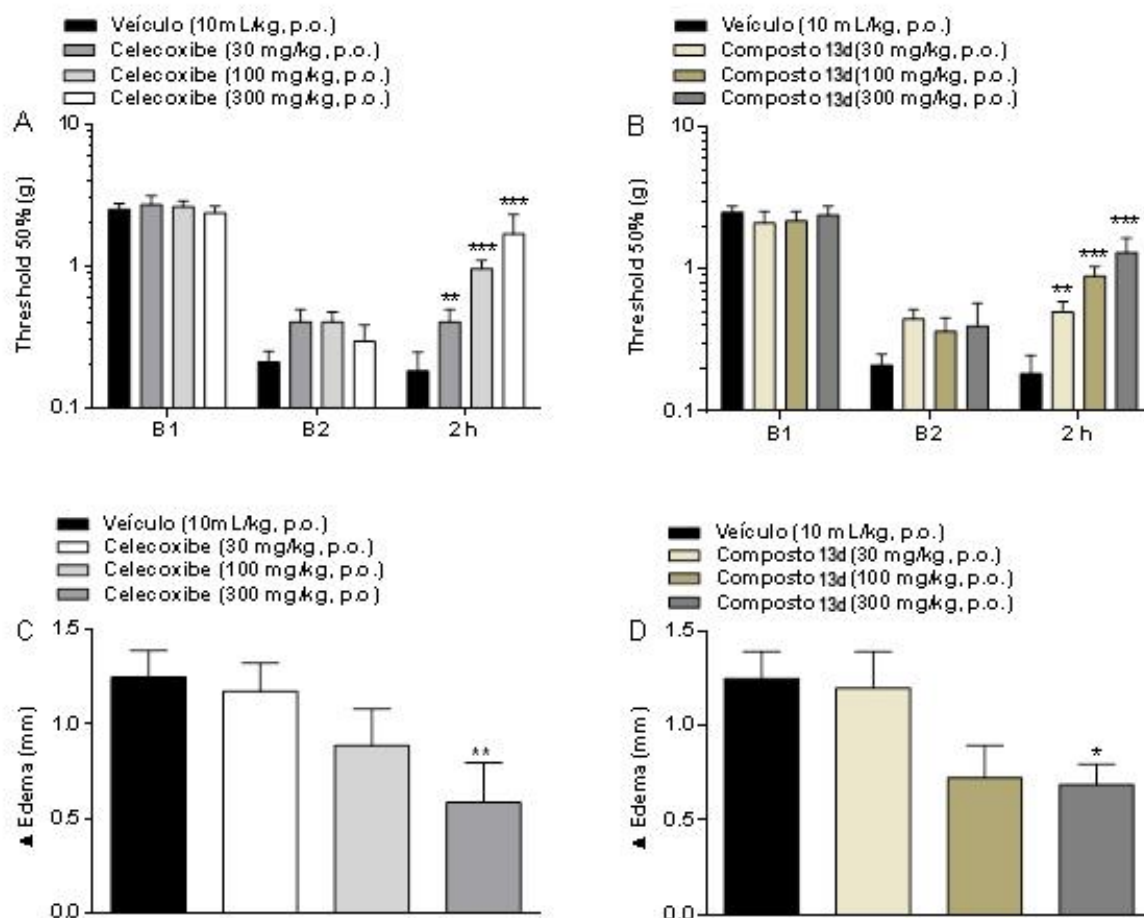 Veículo (10mL/kg, p.o.)
Celecoxibe (30 mg/kg, p.o.)
Celecoxibe (100 mg/kg, p.o.)
Celecoxibe (300 mg/kg, p.o.)
A
10
1
0.1
Threshold 50% (g)
**
***
***
B1
B2
2 h
Veículo (10 mL/kg, p.o.)
Composto 13d (30 mg/kg, p.o.)
Composto 13d (100 mg/kg, p.o.)
Composto 13d (300 mg/kg, p.o.)
B
10
1
0.1
Threshold 50% (g)
**
***
***
B1
B2
2 h
Veículo (10mL/kg, p.o.)
Celecoxibe (30 mg/kg, p.o.)
Celecoxibe (100 mg/kg, p.o.)
Celecoxibe (300 mg/kg, p.o)
C
1.5
1.0
0.5
0.0
▲ Edema (mm)
**
Veículo (10 mL/kg, p.o.)
Composto 13d (30 mg/kg, p.o.)
Composto 13d (100 mg/kg, p.o.)
Composto 13d (300 mg/kg, p.o.)
D
1.5
1.0
0.5
0.0
▲ Edema (mm)
*